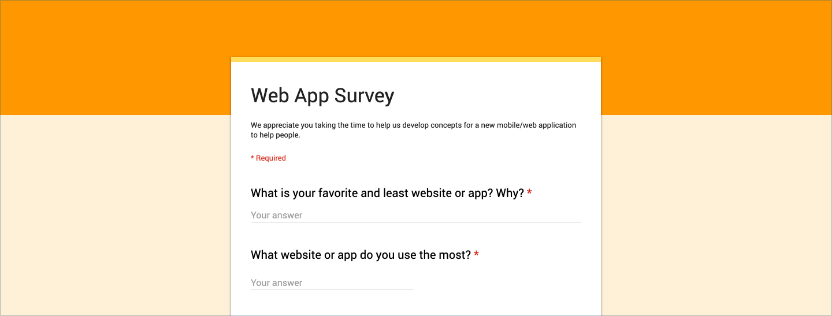 Web App Survey
We appreciate you taking the time to help us develop concepts for a new mobile/web application
to help people.
* Required
What is your favorite and least website or app? Why? *
Your answer
What website or app do you use the most? *
Your answer